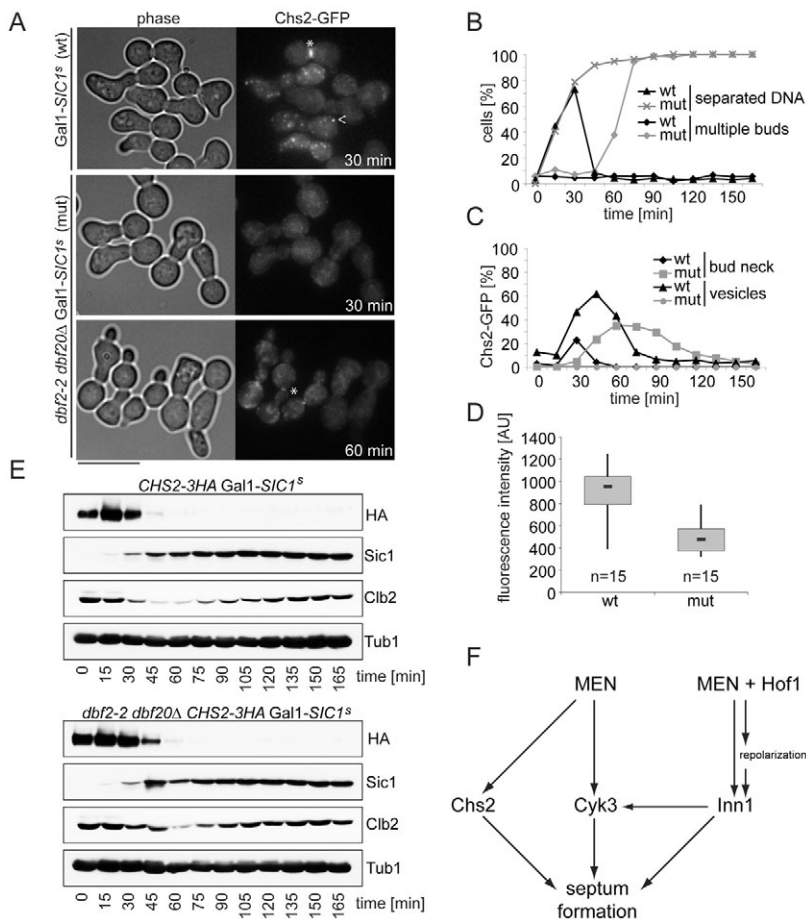 A
phase
Chs2-GFP
Gal1-SIC1s (wt)
*
<
30 min
dbf2-2 dbf20Δ Gal1-SIC1s (mut)
30 min
*
60 min
B
cells [%]
100
80
60
40
20
0
wt
mut
separated DNA
wt
mut
multiple buds
0
30
60
90
120
150
time [min]
C
Chs2-GFP [%]
100
80
60
40
20
0
wt
mut
bud neck
wt
mut
vesicles
0
30
60
90
120
150
time [min]
D
fluorescence intensity [AU]
1400
1200
1000
800
600
400
200
0
n=15
n=15
wt
mut
E
CHS2-3HA Gal1-SIC1s
HA
Sic1
Clb2
Tub1
0 15 30 45 60 75 90 105 120 135 150 165 time [min]
dbf2-2 dbf20Δ CHS2-3HA Gal1-SIC1s
HA
Sic1
Clb2
Tub1
0 15 30 45 60 75 90 105 120 135 150 165 time [min]
F
MEN
MEN + Hof1
repolarization
Chs2
Cyk3
Inn1
septum
formation